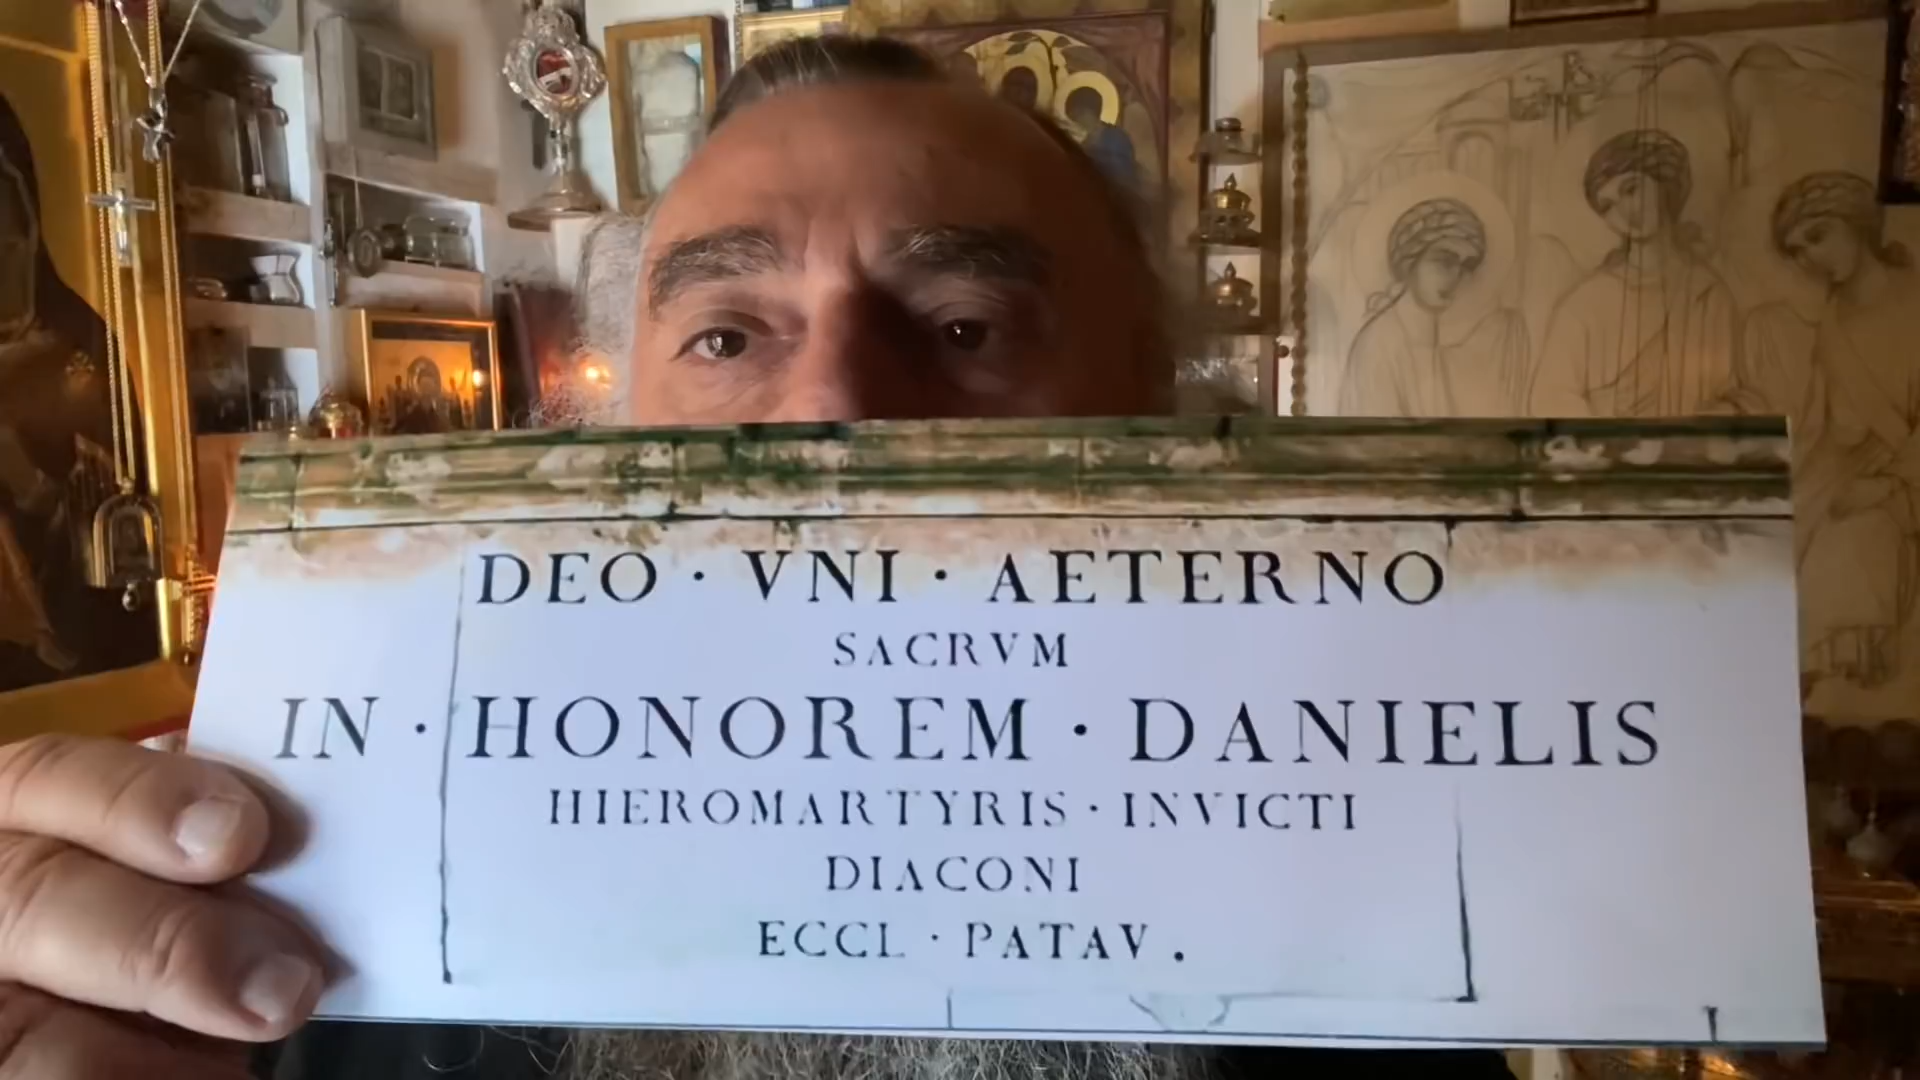 DEO · VNI · AETERNO
SACRVM
IN · HONOREM · DANIELIS
HIEROMARTYRIS · INVICTI
DIACONI
ECCL · PATAV .